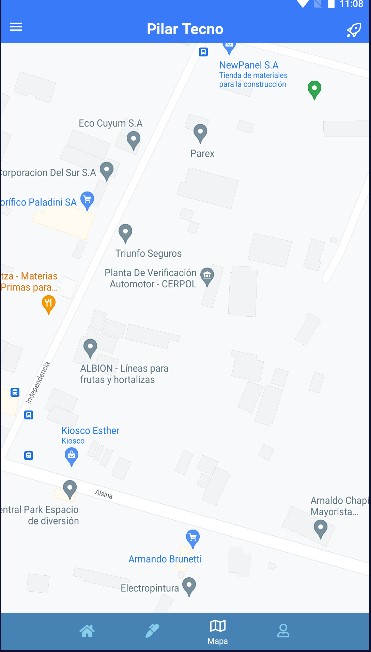 11:08
Pilar Tecno
NewPanel S.A
Tienda de materiales
para la construcción
Eco Cuyum S.A
Parex
Corporacion Del Sur S.A
orífico Paladini SA
Triunfo Seguros
Planta De Verificación
Automotor - CERPOL
tza - Materias
Primas para...
ALBION - Líneas para
frutas y hortalizas
Independencia
Kiosco Esther
Kiosco
Alsina
entral Park Espacio
de diversión
Arnaldo Chap
Mayorista...
Armando Brunetti
Electropintura
Mapa